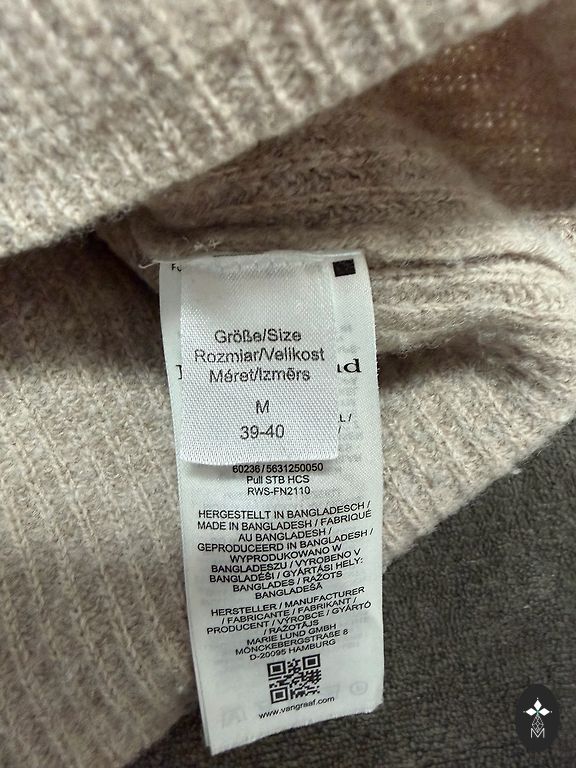 Größe/Size
Rozmiar/Velikost
Méret/Izmērs
M
39-40
60236/5631250050
Pull STB HCS
RWS-FN2110
HERGESTELLT IN BANGLADESCH /
MADE IN BANGLADESH / FABRIQUÉ
AU BANGLADESH /
GEPRODUCEERD IN BANGLADESH /
WYPRODUKOWANO W
BANGLADESZU / VYROBENO V
BANGLADÉŠI / GYÁRTÁSI HELY:
BANGLADES / RAŽOTS
BANGLADEŠĀ
HERSTELLER / MANUFACTURER
/ FABRICANTE / FABRIKANT /
PRODUCENT / VÝROBCE / GYÁRTÓ
/ RAŽOTĀJS
MARIE LUND GMBH
MÖNCKEBERGSTRAßE 8
D-20095 HAMBURG
www.vangraaf.com
M